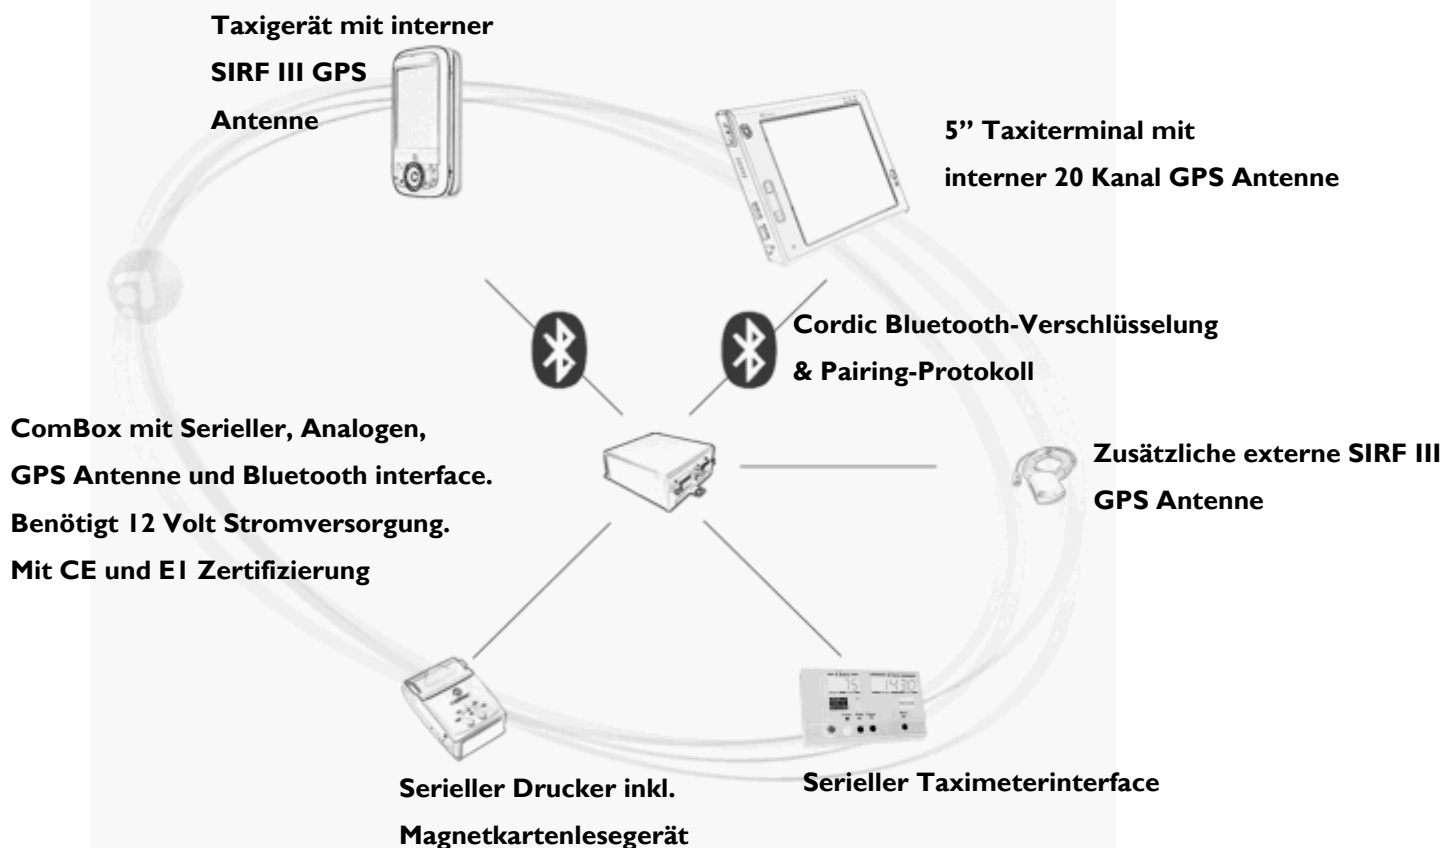 Taxigerät mit interner
SIRF III GPS
Antenne
5” Taxiterminal mit
interner 20 Kanal GPS Antenne
Cordic Bluetooth-Verschlüsselung
& Pairing-Protokoll
ComBox mit Serieller, Analogen,
GPS Antenne und Bluetooth interface.
Benötigt 12 Volt Stromversorgung.
Mit CE und E1 Zertifizierung
Zusätzliche externe SIRF III
GPS Antenne
75 1430
Serieller Taximeterinterface
Serieller Drucker inkl.
Magnetkartenlesegerät